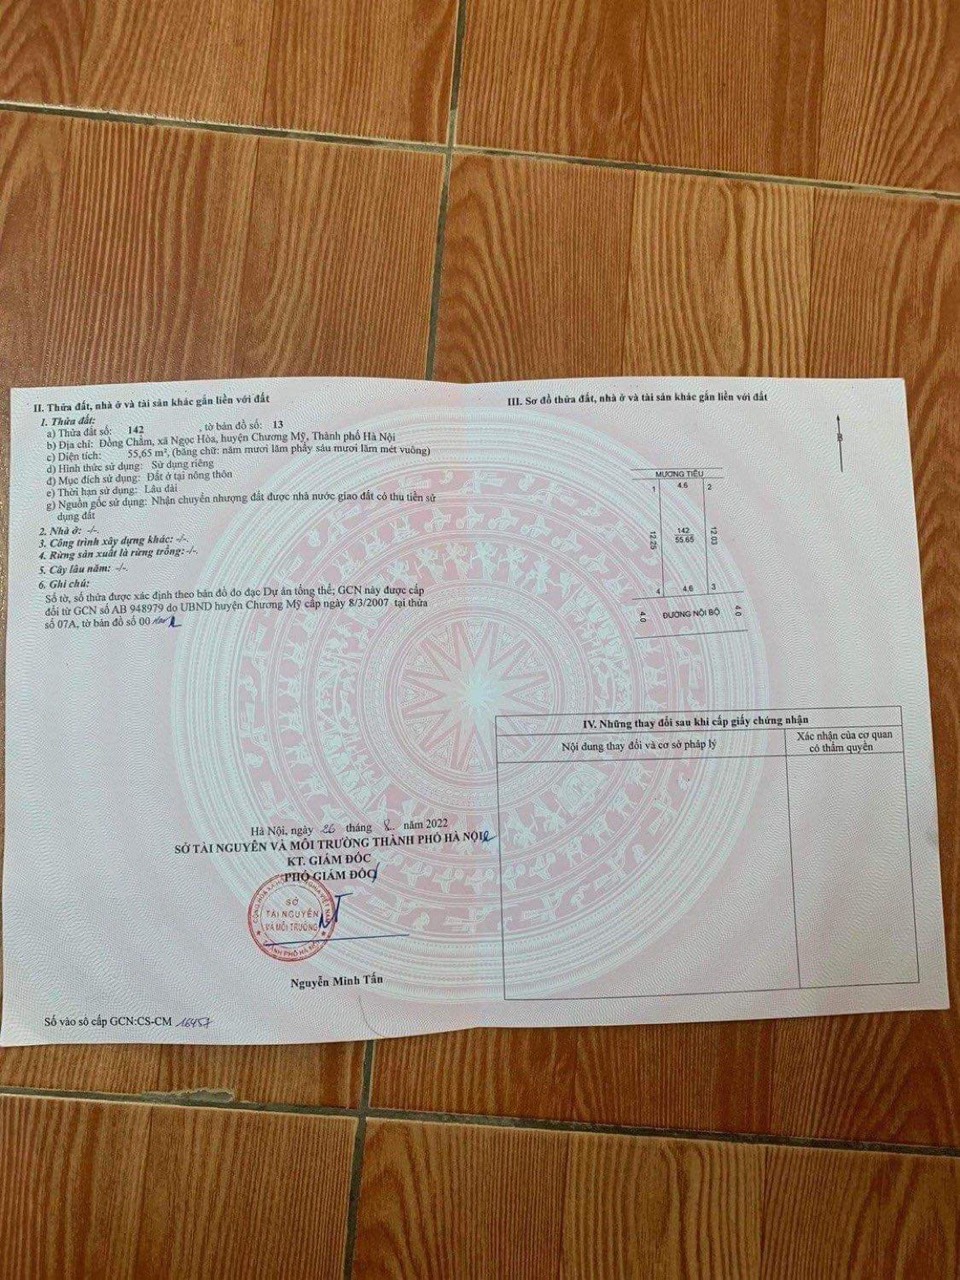 II. Thửa đất, nhà ở và tài sản khác gắn liền với đất
1. Thửa đất:
a) Thửa đất số: 142 , tờ bản đồ số: 13
b) Địa chỉ: Đồng Chằm, xã Ngọc Hòa, huyện Chương Mỹ, Thành phố Hà Nội
c) Diện tích: 55,65 m², (bằng chữ: năm mươi lăm phẩy sáu mươi lăm mét vuông)
d) Hình thức sử dụng: Sử dụng riêng
đ) Mục đích sử dụng: Đất ở tại nông thôn
e) Thời hạn sử dụng: Lâu dài
g) Nguồn gốc sử dụng: Nhận chuyển nhượng đất được nhà nước giao đất có thu tiền sử
dụng đất
2. Nhà ở: -/-.
3. Công trình xây dựng khác: -/-.
4. Rừng sản xuất là rừng trồng: -/-.
5. Cây lâu năm: -/-.
6. Ghi chú:
Số tờ, số thửa được xác định theo bản đồ đo đạc Dự án tổng thể; GCN này được cấp
đổi từ GCN số AB 948979 do UBND huyện Chương Mỹ cấp ngày 8/3/2007 tại thửa
số 07A, tờ bản đồ số 00
Hà Nội, ngày 26 tháng 8 năm 2022
SỞ TÀI NGUYÊN VÀ MÔI TRƯỜNG THÀNH PHỐ HÀ NỘI
KT. GIÁM ĐỐC
PHÓ GIÁM ĐỐC
SỞ
TÀI NGUYÊN
VÀ MÔI TRƯỜNG
THÀNH PHỐ HÀ NỘI
Nguyễn Minh Tấn
Số vào sổ cấp GCN:CS-CM 16457
III. Sơ đồ thửa đất, nhà ở và tài sản khác gắn liền với đất
B
MƯƠNG TIÊU
1 4.6 2
12.25 142 12.03
55.65
4 4.6 3
4.0 ĐƯỜNG NỘI BỘ 4.0
IV. Những thay đổi sau khi cấp giấy chứng nhận
Nội dung thay đổi và cơ sở pháp lý
Xác nhận của cơ quan
có thẩm quyền